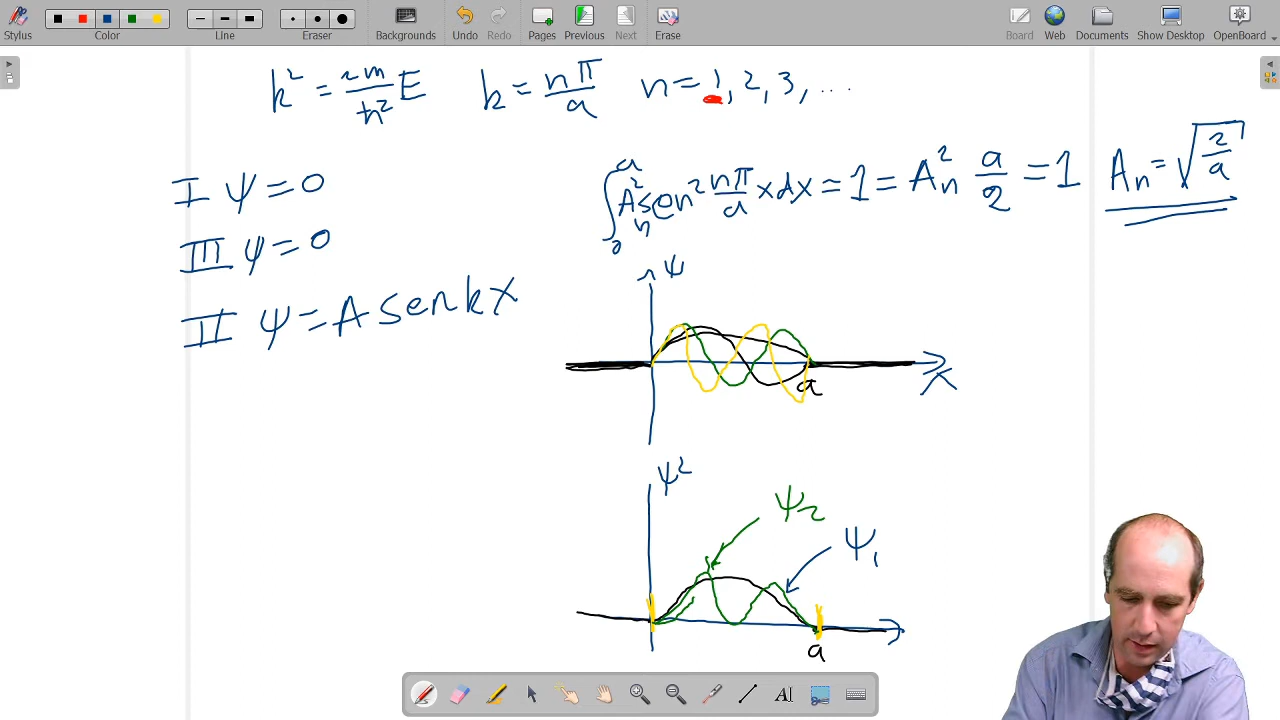 Stylus Color Line Eraser Backgrounds Undo Redo Pages Previous Next Erase Board Web Documents Show Desktop OpenBoard
k² = 2m/ħ² E k = nπ/a n = 1, 2, 3, ...
I ψ = 0
III ψ = 0
II ψ = A sen k x
∫₀ᵃ Aₙ² sen² nπ/a x dx = 1 = Aₙ² a/2 = 1 Aₙ = √(2/a)
ψ
a
x
ψ²
ψ₂
ψ₁
a
AI